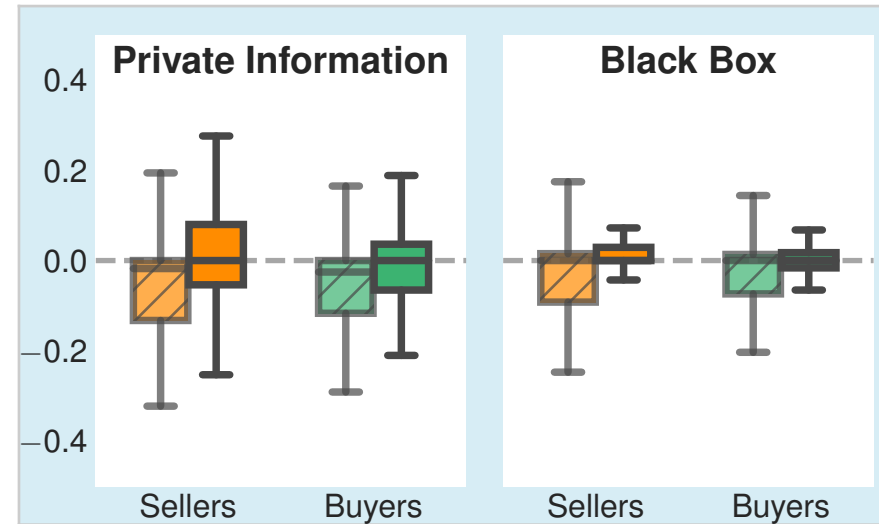 Private Information
Black Box
0.4
0.2
0.0
−0.2
−0.4
Sellers
Buyers
Sellers
Buyers